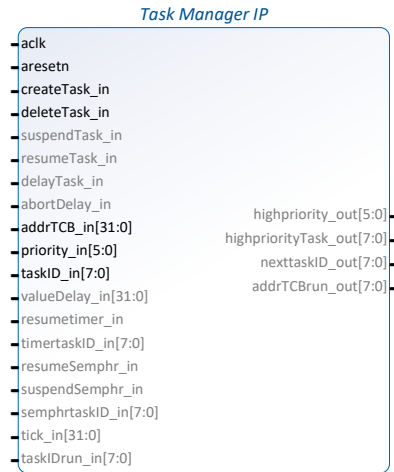 Task Manager IP
aclk
aresetn
createTask_in
deleteTask_in
suspendTask_in
resumeTask_in
delayTask_in
abortDelay_in
addrTCB_in[31:0]
priority_in[5:0]
taskID_in[7:0]
valueDelay_in[31:0]
resumetimer_in
timertaskID_in[7:0]
resumeSemphr_in
suspendSemphr_in
semphrtaskID_in[7:0]
tick_in[31:0]
taskIDrun_in[7:0]
highpriority_out[5:0]
highpriorityTask_out[7:0]
nexttaskID_out[7:0]
addrTCBrun_out[7:0]